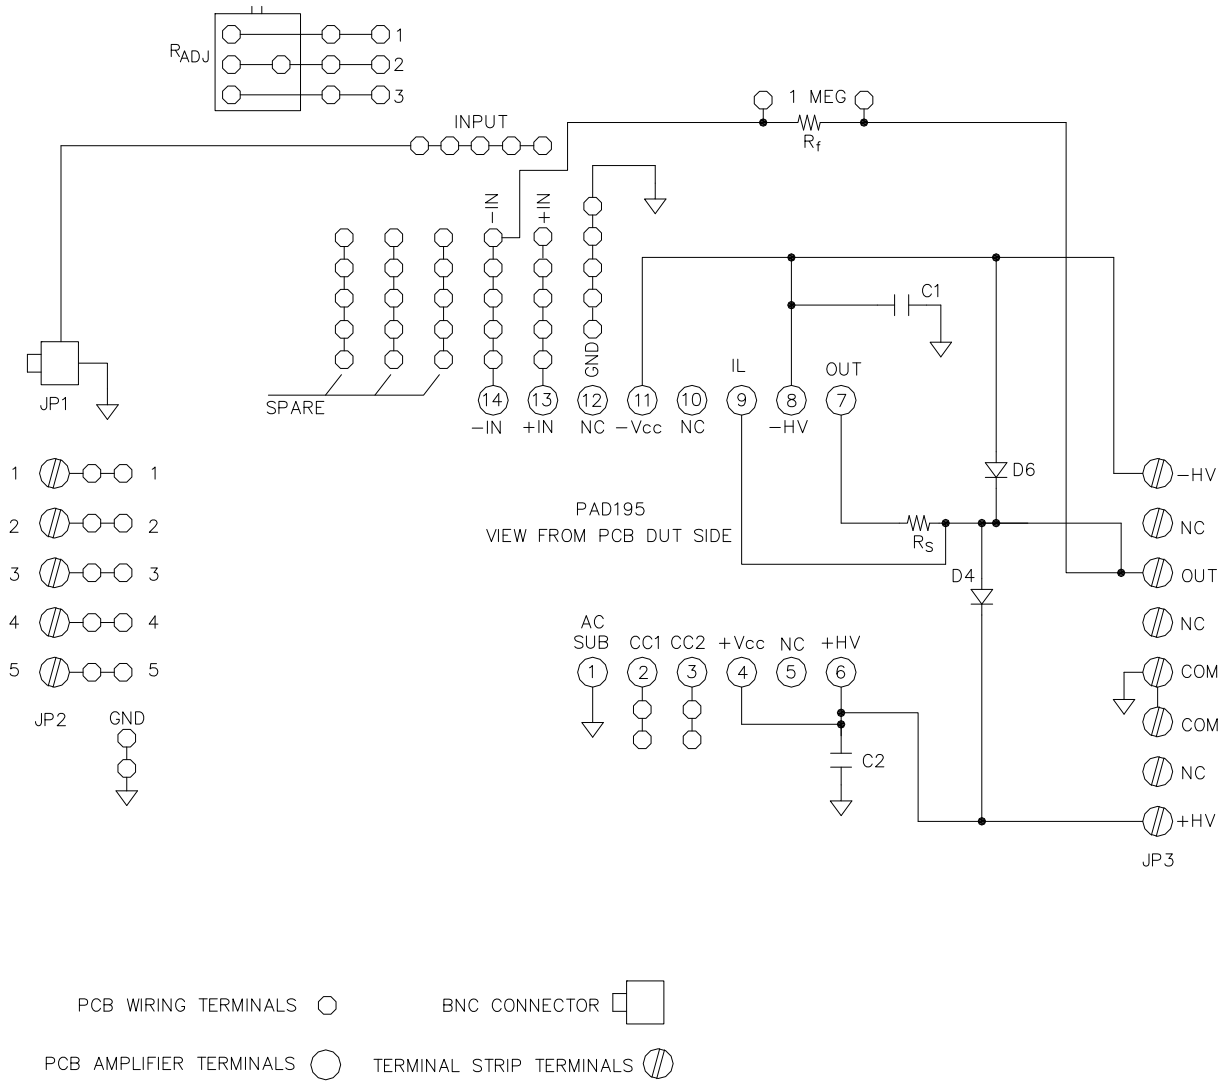 RADJ
1
2
3
INPUT
1 MEG
Rf
-IN
+IN
GND
C1
IL
OUT
JP1
SPARE
14
13
12
11
10
9
8
7
-IN
+IN
NC
-Vcc
NC
-HV
1
1
2
2
3
3
4
4
5
5
JP2
GND
PAD195
VIEW FROM PCB DUT SIDE
RS
D6
D4
AC
SUB
CC1
CC2
+Vcc
NC
+HV
1
2
3
4
5
6
C2
-HV
NC
OUT
NC
COM
COM
NC
+HV
JP3
PCB WIRING TERMINALS
BNC CONNECTOR
PCB AMPLIFIER TERMINALS
TERMINAL STRIP TERMINALS